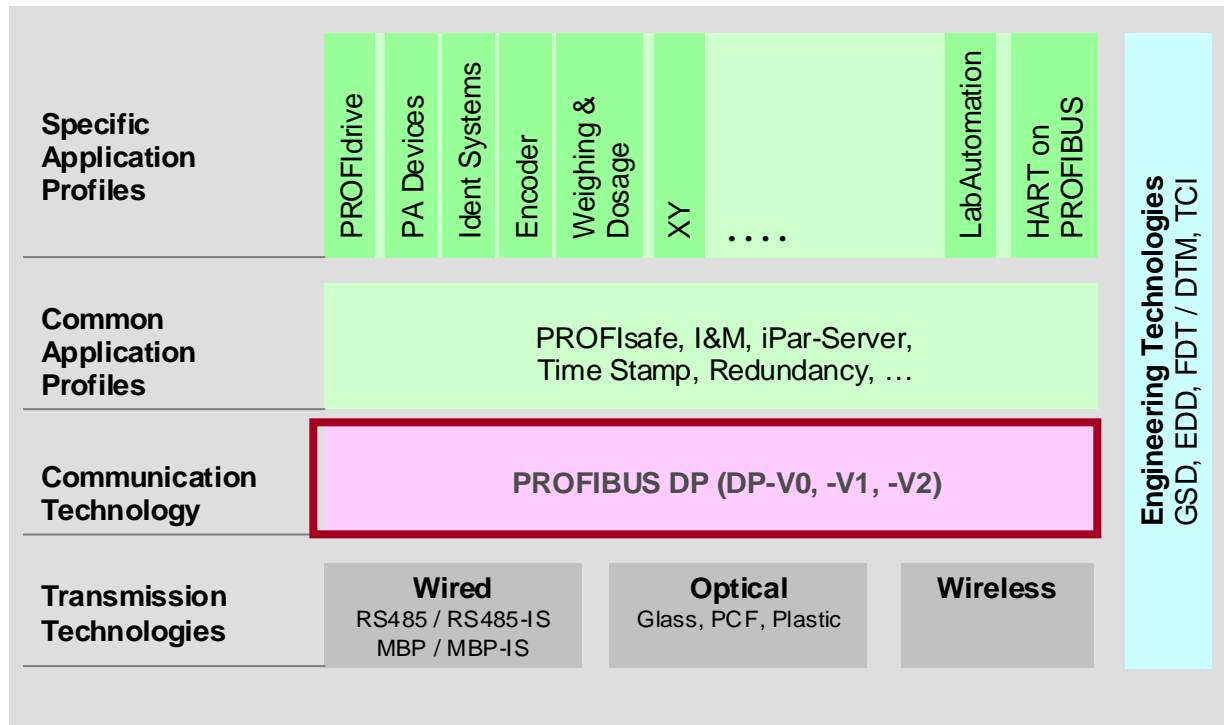 Specific
Application
Profiles
PROFIdrive
PA Devices
Ident Systems
Encoder
Weighing &
Dosage
XY
....
LabAutomation
HART on
PROFIBUS
Common
Application
Profiles
PROFIsafe, I&M, iPar-Server,
Time Stamp, Redundancy, …
Communication
Technology
PROFIBUS DP (DP-V0, -V1, -V2)
Transmission
Technologies
Wired
RS485 / RS485-IS
MBP / MBP-IS
Optical
Glass, PCF, Plastic
Wireless
Engineering Technologies
GSD, EDD, FDT / DTM, TCI